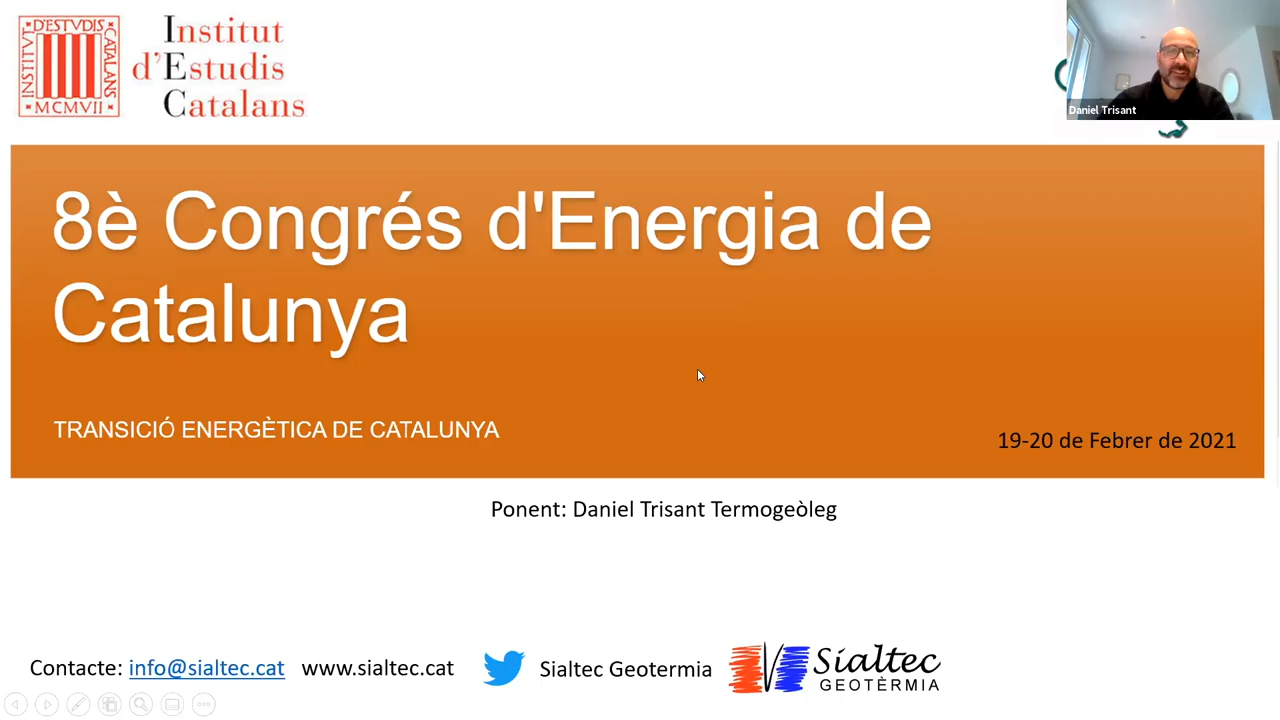 INSTITVT
D'ESTVDIS
CATALANS
MCMVII
Institut
d'Estudis
Catalans
Daniel Trisant
8è Congrés d'Energia de
Catalunya
TRANSICIÓ ENERGÈTICA DE CATALUNYA
19-20 de Febrer de 2021
Ponent: Daniel Trisant Termogeòleg
Contacte: info@sialtec.cat www.sialtec.cat
Sialtec Geotermia
Sialtec
GEOTÈRMIA